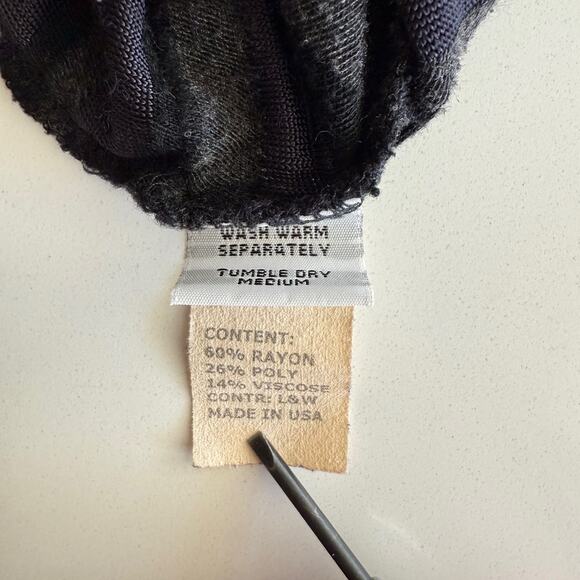 WASH WARM
SEPARATELY
TUMBLE DRY
MEDIUM
CONTENT:
60% RAYON
26% POLY
14% VISCOSE
CONTR: L&W
MADE IN USA